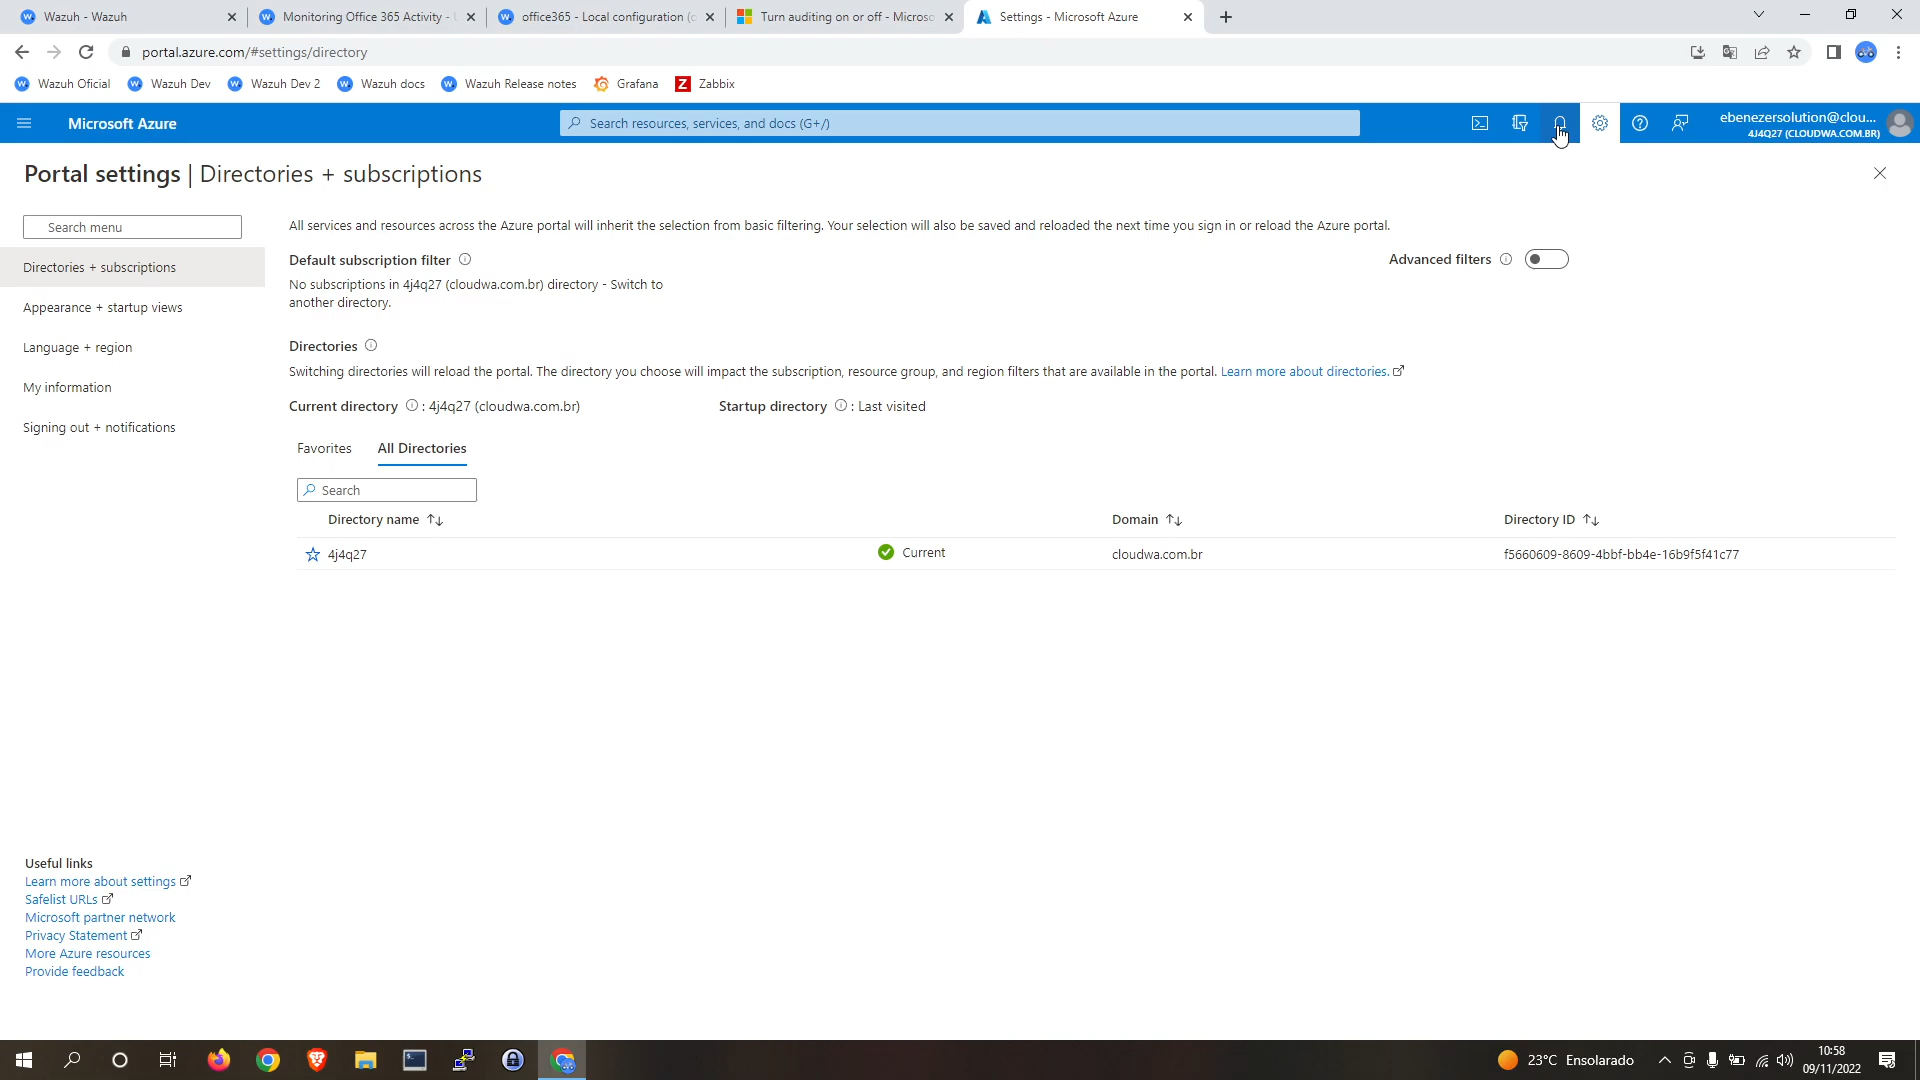 Wazuh - Wazuh
Monitoring Office 365 Activity -
office365 - Local configuration (
Turn auditing on or off - Microso
Settings - Microsoft Azure
portal.azure.com/#settings/directory
Wazuh Oficial
Wazuh Dev
Wazuh Dev 2
Wazuh docs
Wazuh Release notes
Grafana
Z Zabbix
Microsoft Azure
Search resources, services, and docs (G+/)
ebenezersolution@clou...
4J4Q27 (CLOUDWA.COM.BR)
Portal settings | Directories + subscriptions
Search menu
Directories + subscriptions
Appearance + startup views
Language + region
My information
Signing out + notifications
All services and resources across the Azure portal will inherit the selection from basic filtering. Your selection will also be saved and reloaded the next time you sign in or reload the Azure portal.
Default subscription filter
Advanced filters
No subscriptions in 4j4q27 (cloudwa.com.br) directory - Switch to
another directory.
Directories
Switching directories will reload the portal. The directory you choose will impact the subscription, resource group, and region filters that are available in the portal. Learn more about directories.
Current directory : 4j4q27 (cloudwa.com.br)
Startup directory : Last visited
Favorites
All Directories
Search
Directory name
Domain
Directory ID
4j4q27
Current
cloudwa.com.br
f5660609-8609-4bbf-bb4e-16b9f5f41c77
Useful links
Learn more about settings
Safelist URLs
Microsoft partner network
Privacy Statement
More Azure resources
Provide feedback
23°C Ensolarado
10:58
09/11/2022